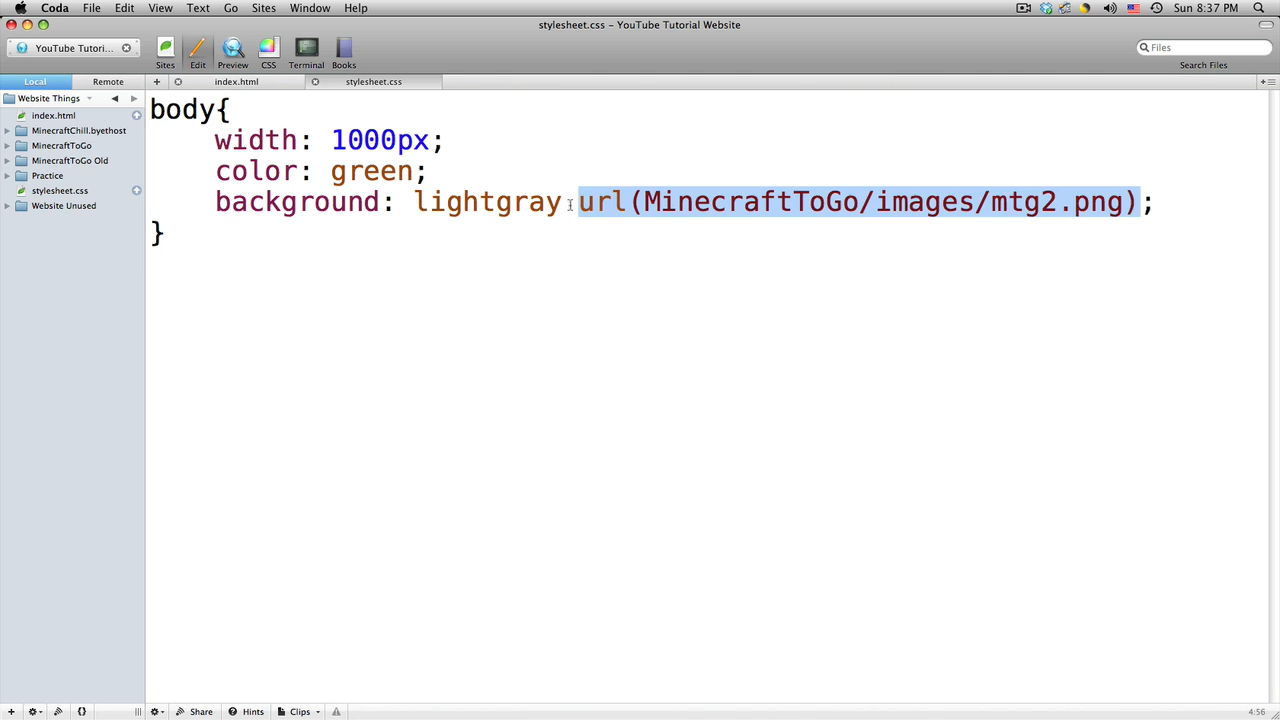 Coda File Edit View Text Go Sites Window Help Sun 8:37 PM
stylesheet.css – YouTube Tutorial Website
YouTube Tutori... Files
Sites Edit Preview CSS Terminal Books Search Files
Local Remote index.html stylesheet.css
Website Things
index.html
MinecraftChill.byethost
MinecraftToGo
MinecraftToGo Old
Practice
stylesheet.css
Website Unused
body{
width: 1000px;
color: green;
background: lightgray url(MinecraftToGo/images/mtg2.png);
}
Share Hints Clips 4:56